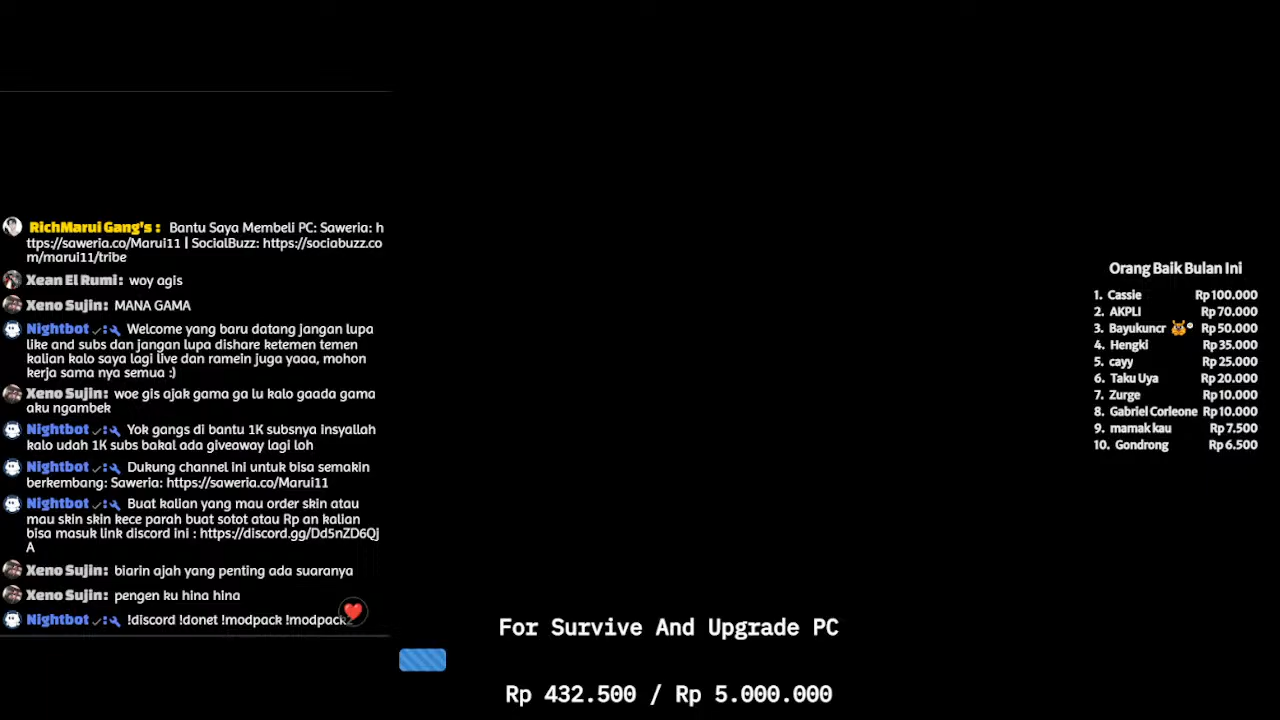 RichMarui Gang's : Bantu Saya Membeli PC: Saweria: h
ttps://saweria.co/Marui11 | SocialBuzz: https://sociabuzz.co
m/marui11/tribe
Xean El Rumi : woy agis
Xeno Sujin : MANA GAMA
Nightbot : Welcome yang baru datang jangan lupa
like and subs dan jangan lupa dishare ketemen temen
kalian kalo saya lagi live dan ramein juga yaaa, mohon
kerja sama nya semua :)
Xeno Sujin : woe gis ajak gama ga lu kalo gaada gama
aku ngambek
Nightbot : Yok gangs di bantu 1K subsnya insyallah
kalo udah 1K subs bakal ada giveaway lagi loh
Nightbot : Dukung channel ini untuk bisa semakin
berkembang: Saweria: https://saweria.co/Marui11
Nightbot : Buat kalian yang mau order skin atau
mau skin skin kece parah buat sotot atau Rp an kalian
bisa masuk link discord ini : https://discord.gg/Dd5nZD6Qj
A
Xeno Sujin : biarin ajah yang penting ada suaranya
Xeno Sujin : pengen ku hina hina
Nightbot : !discord !donet !modpack !modpack
Orang Baik Bulan Ini
1. Cassie Rp 100.000
2. AKPLI Rp 70.000
3. Bayukuncr Rp 50.000
4. Hengki Rp 35.000
5. cayy Rp 25.000
6. Taku Uya Rp 20.000
7. Zurge Rp 10.000
8. Gabriel Corleone Rp 10.000
9. mamak kau Rp 7.500
10. Gondrong Rp 6.500
For Survive And Upgrade PC
Rp 432.500 / Rp 5.000.000